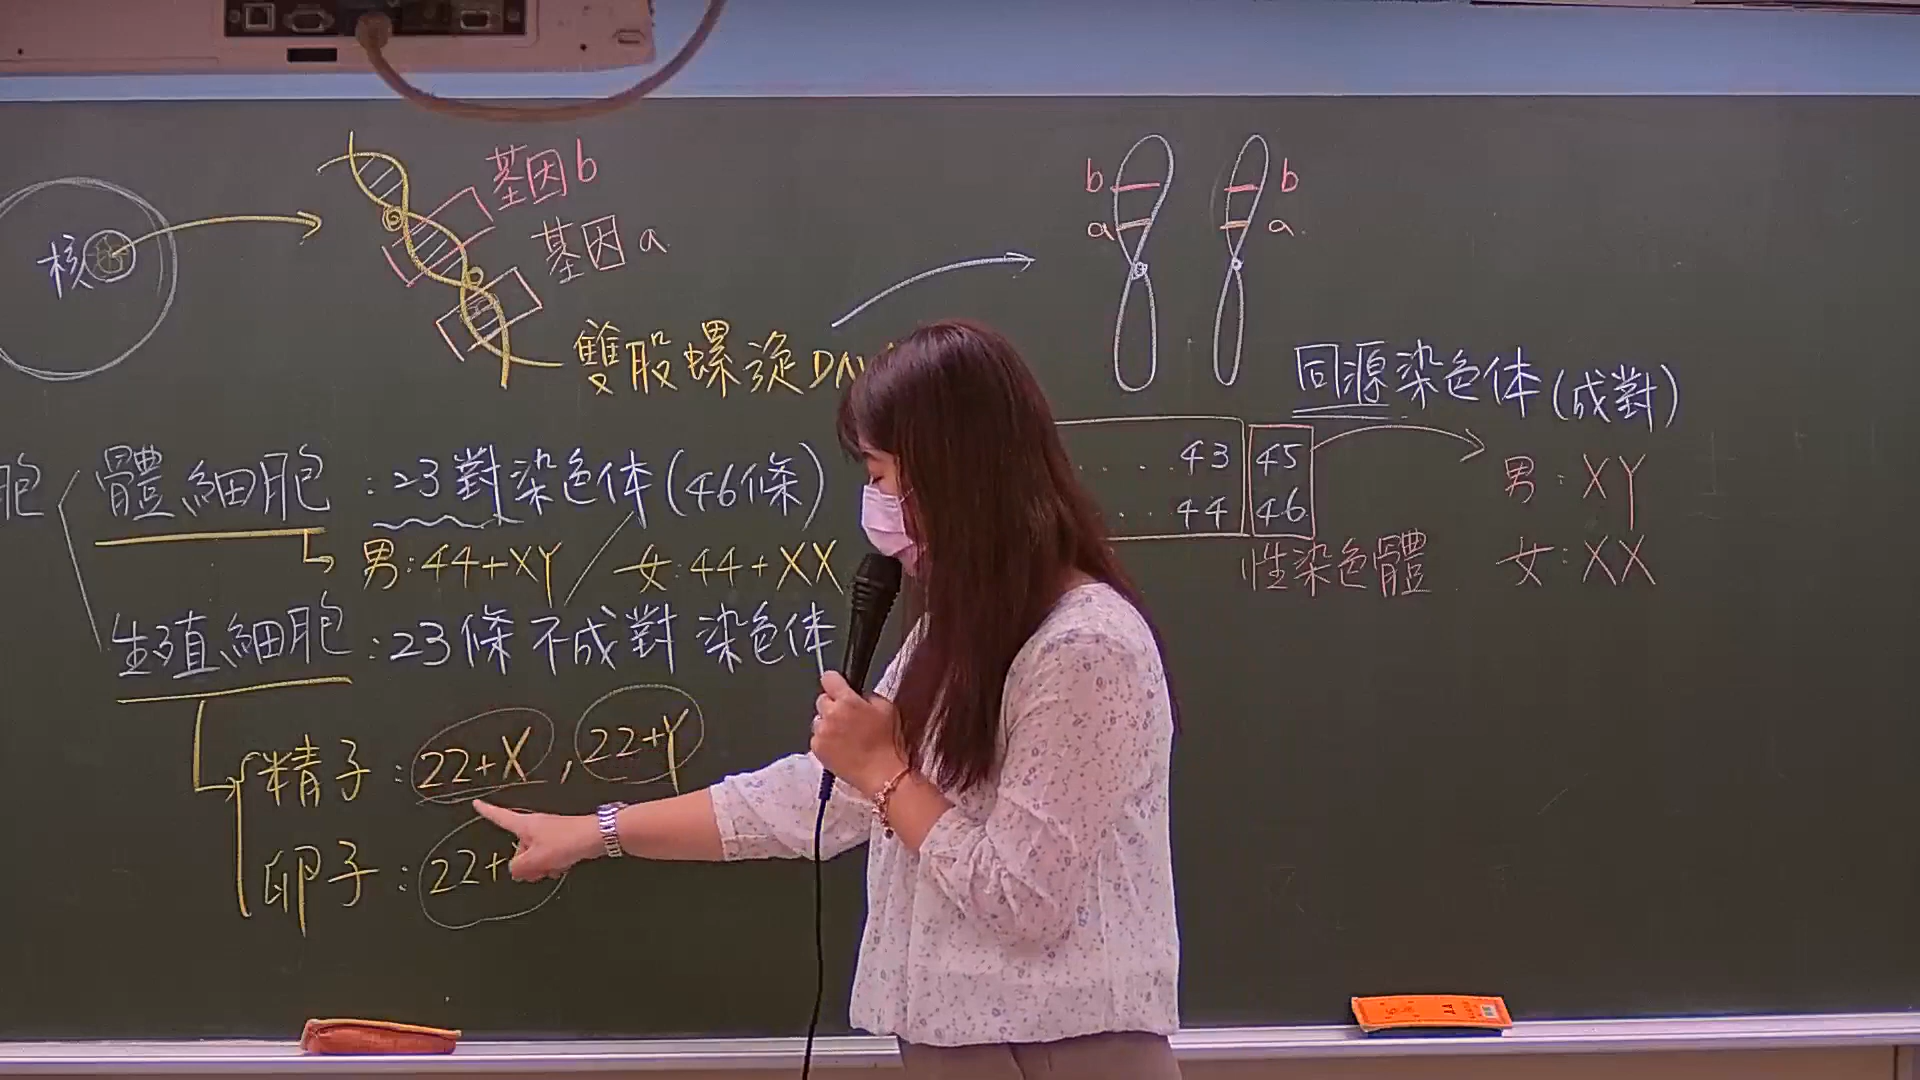 核
基因b
基因a
雙股螺旋DNA
b b
a a
同源染色体(成對)
胞
體細胞:23對染色体(46條)
男:44+XY 女:44+XX
....43 45
....44 46
性染色體
男:XY
女:XX
生殖細胞:23條不成對染色体
精子:22+X,22+Y
卵子:22+